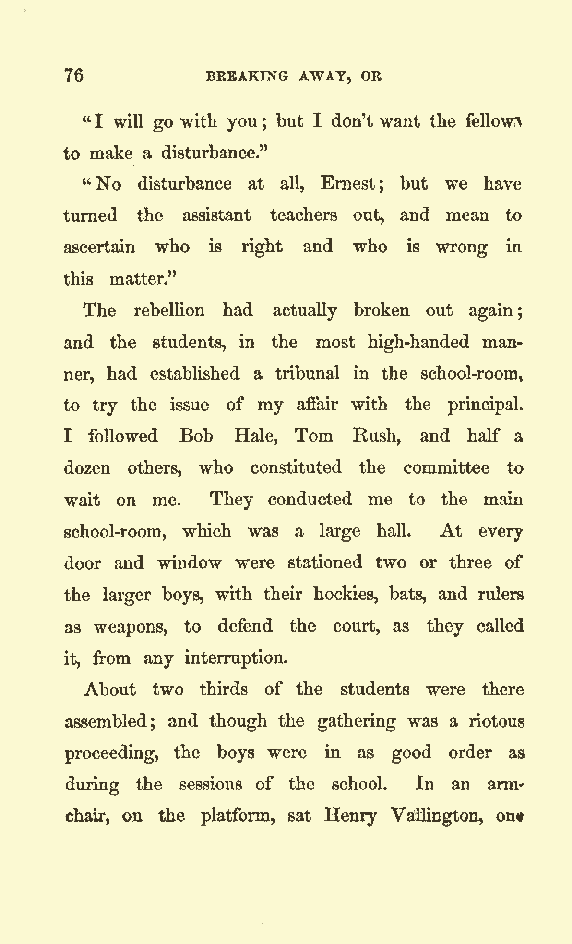 76 BREAKING AWAY, OR
"I will go with you; but I don't want the fellows
to make a disturbance."
"No disturbance at all, Ernest; but we have
turned the assistant teachers out, and mean to
ascertain who is right and who is wrong in
this matter."
The rebellion had actually broken out again;
and the students, in the most high-handed man-
ner, had established a tribunal in the school-room,
to try the issue of my affair with the principal.
I followed Bob Hale, Tom Rush, and half a
dozen others, who constituted the committee to
wait on me. They conducted me to the main
school-room, which was a large hall. At every
door and window were stationed two or three of
the larger boys, with their hockies, bats, and rulers
as weapons, to defend the court, as they called
it, from any interruption.
About two thirds of the students were there
assembled; and though the gathering was a riotous
proceeding, the boys were in as good order as
during the sessions of the school. In an arm-
chair, on the platform, sat Henry Vallington, one